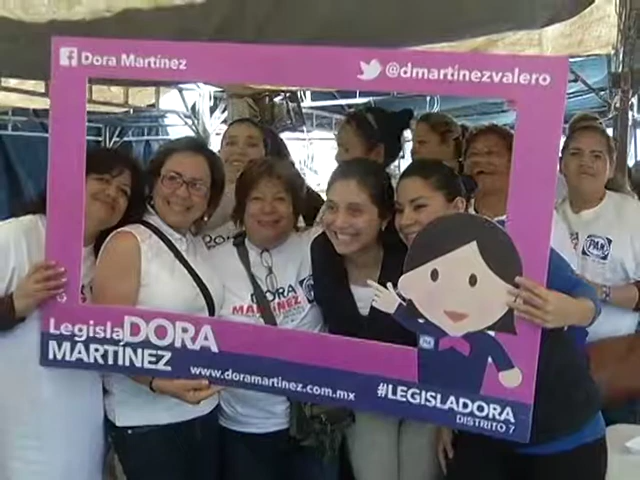 Dora Martínez
@dmartinezvalero
PAN
DORA
MARTÍNEZ
LegislaDORA
MARTÍNEZ
www.doramartinez.com.mx
#LEGISLADORA
DISTRITO 7